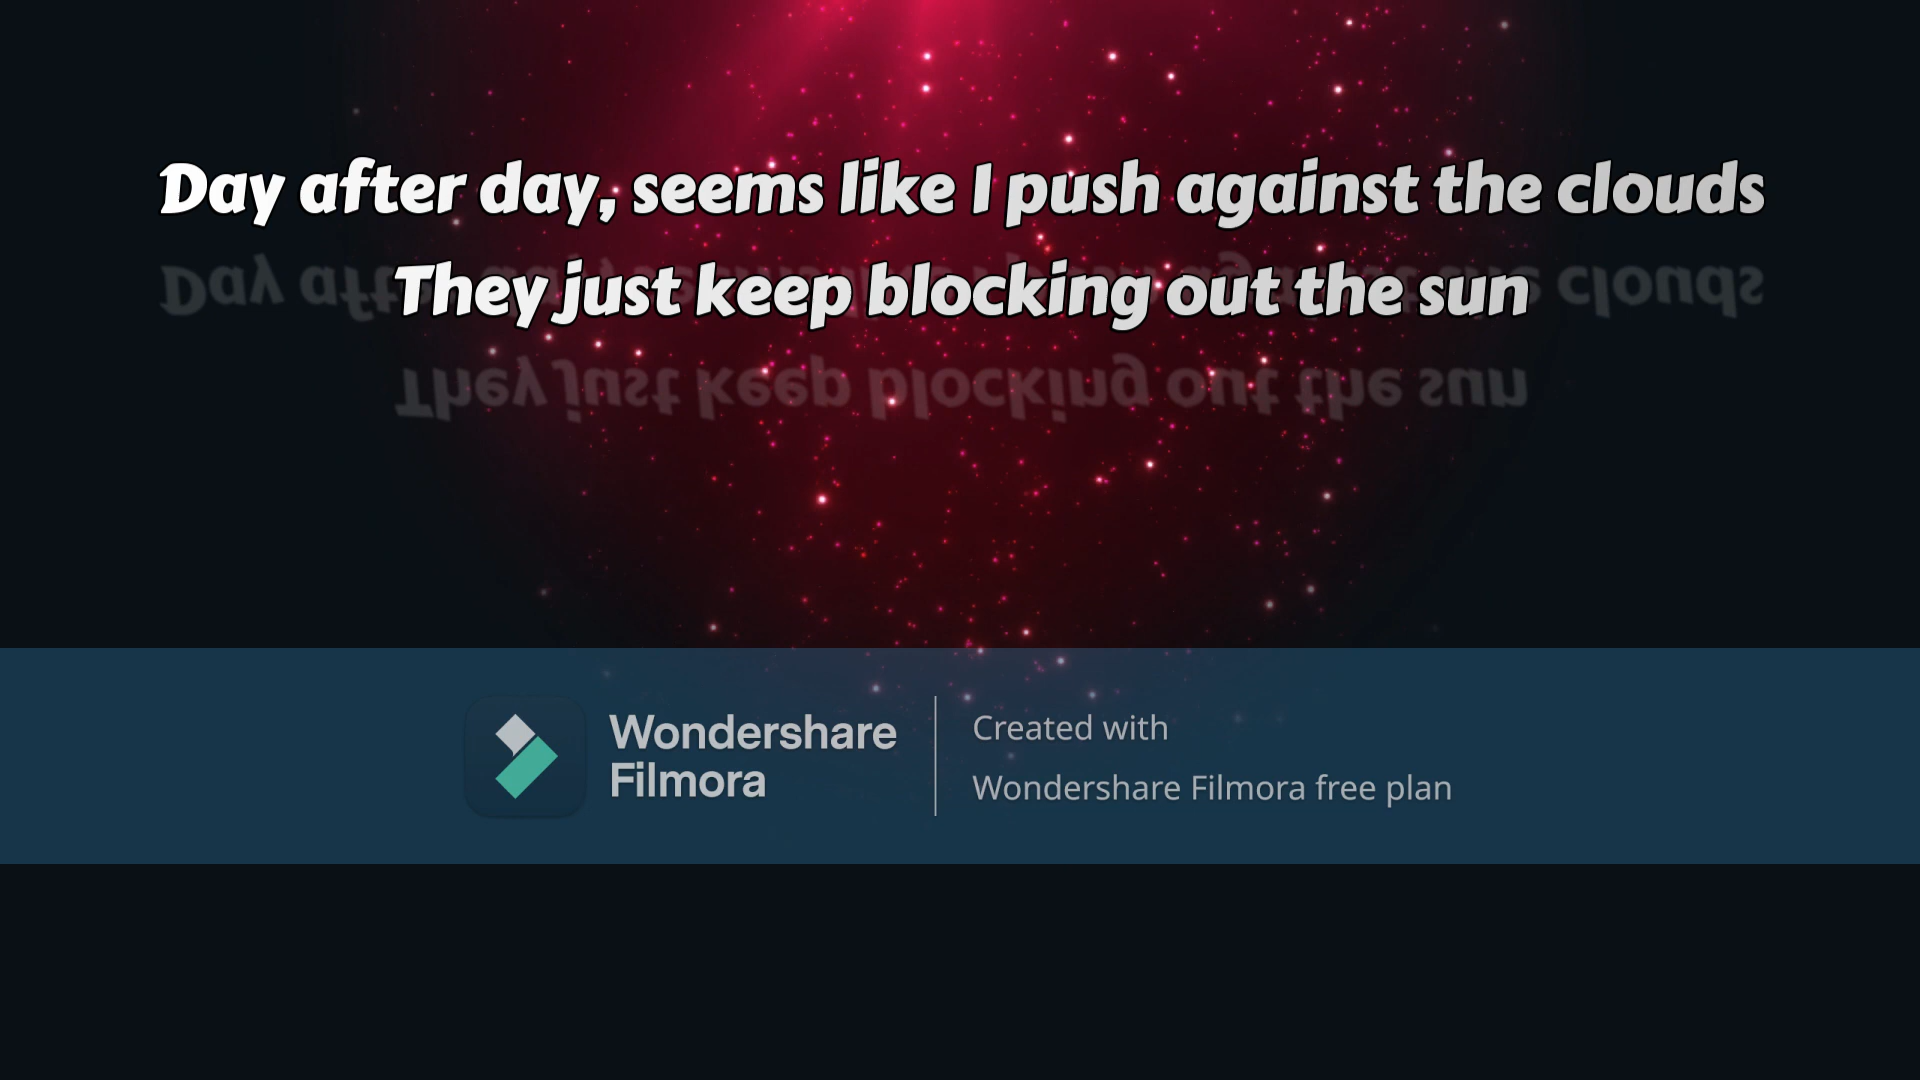 Day after day, seems like I push against the clouds
They just keep blocking out the sun
Wondershare
Filmora
Created with
Wondershare Filmora free plan